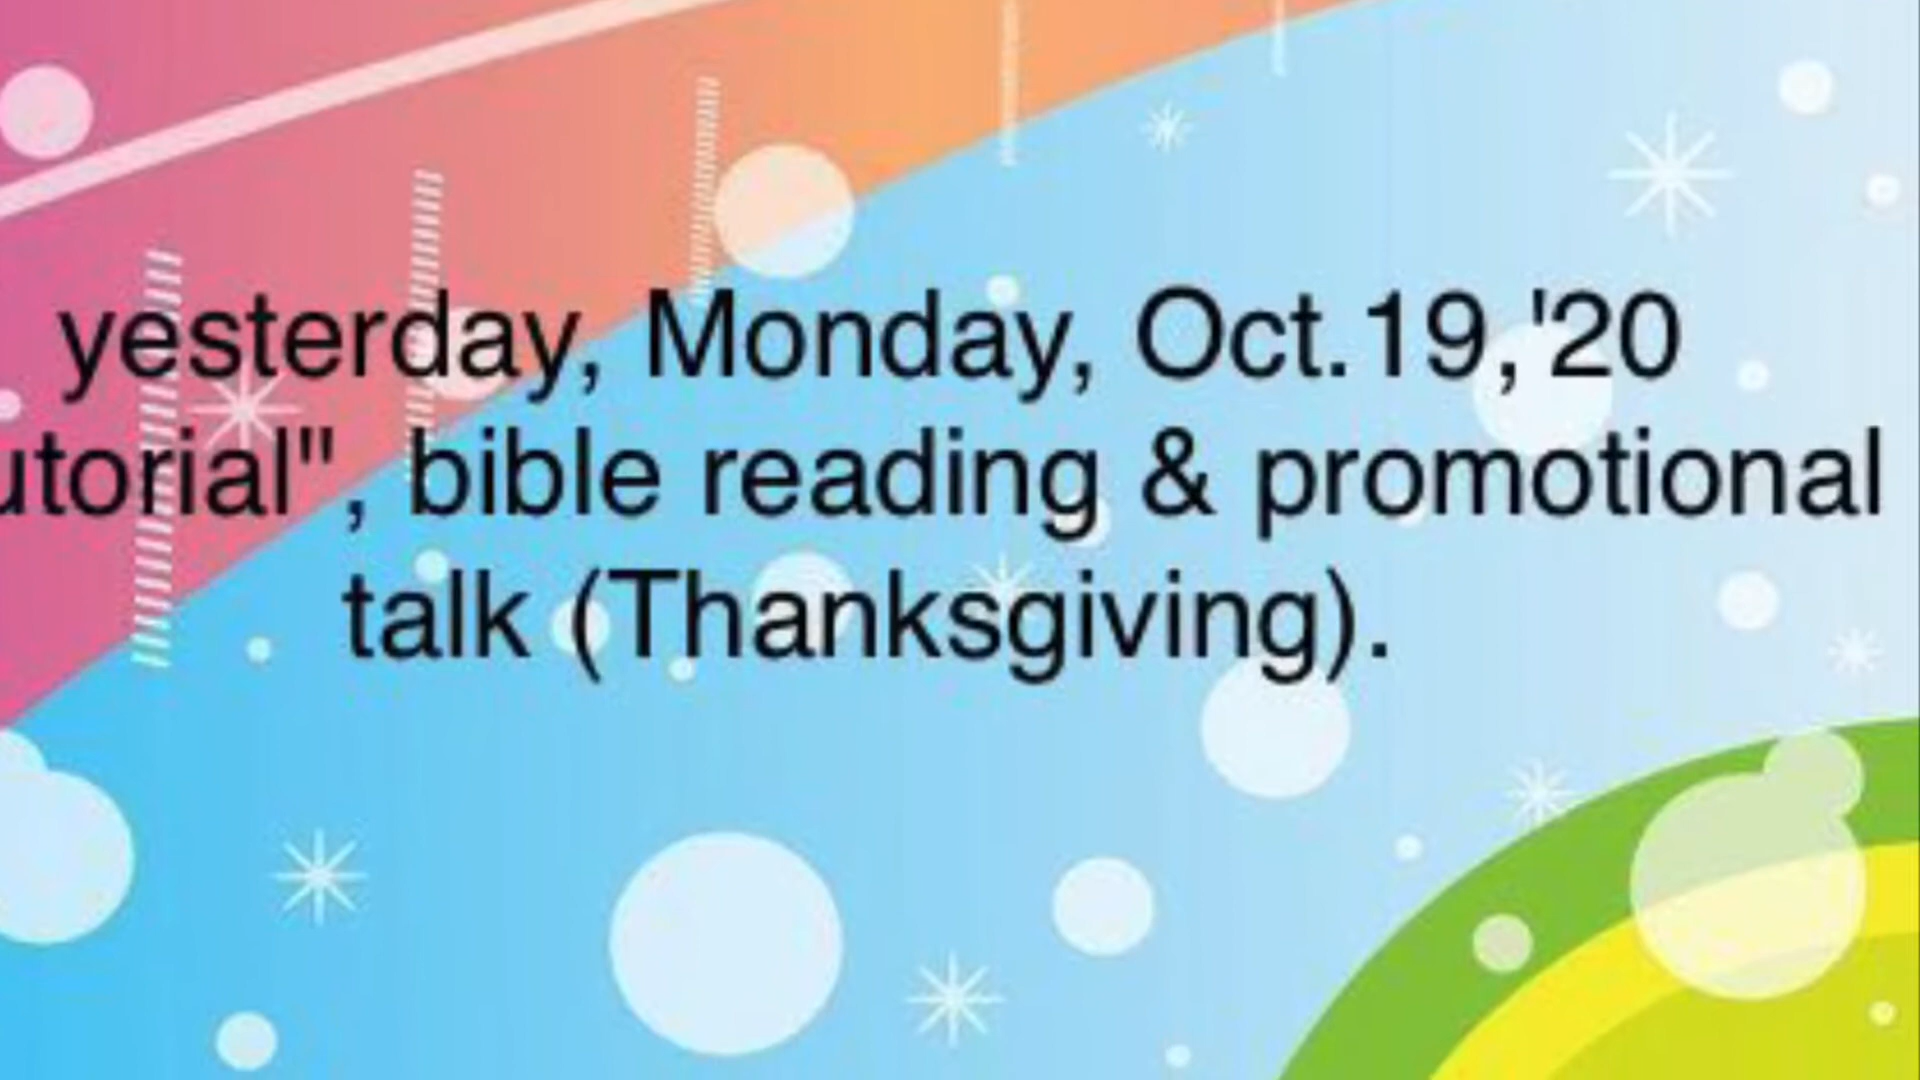 yesterday, Monday, Oct.19,'20
utorial", bible reading & promotional
talk (Thanksgiving).